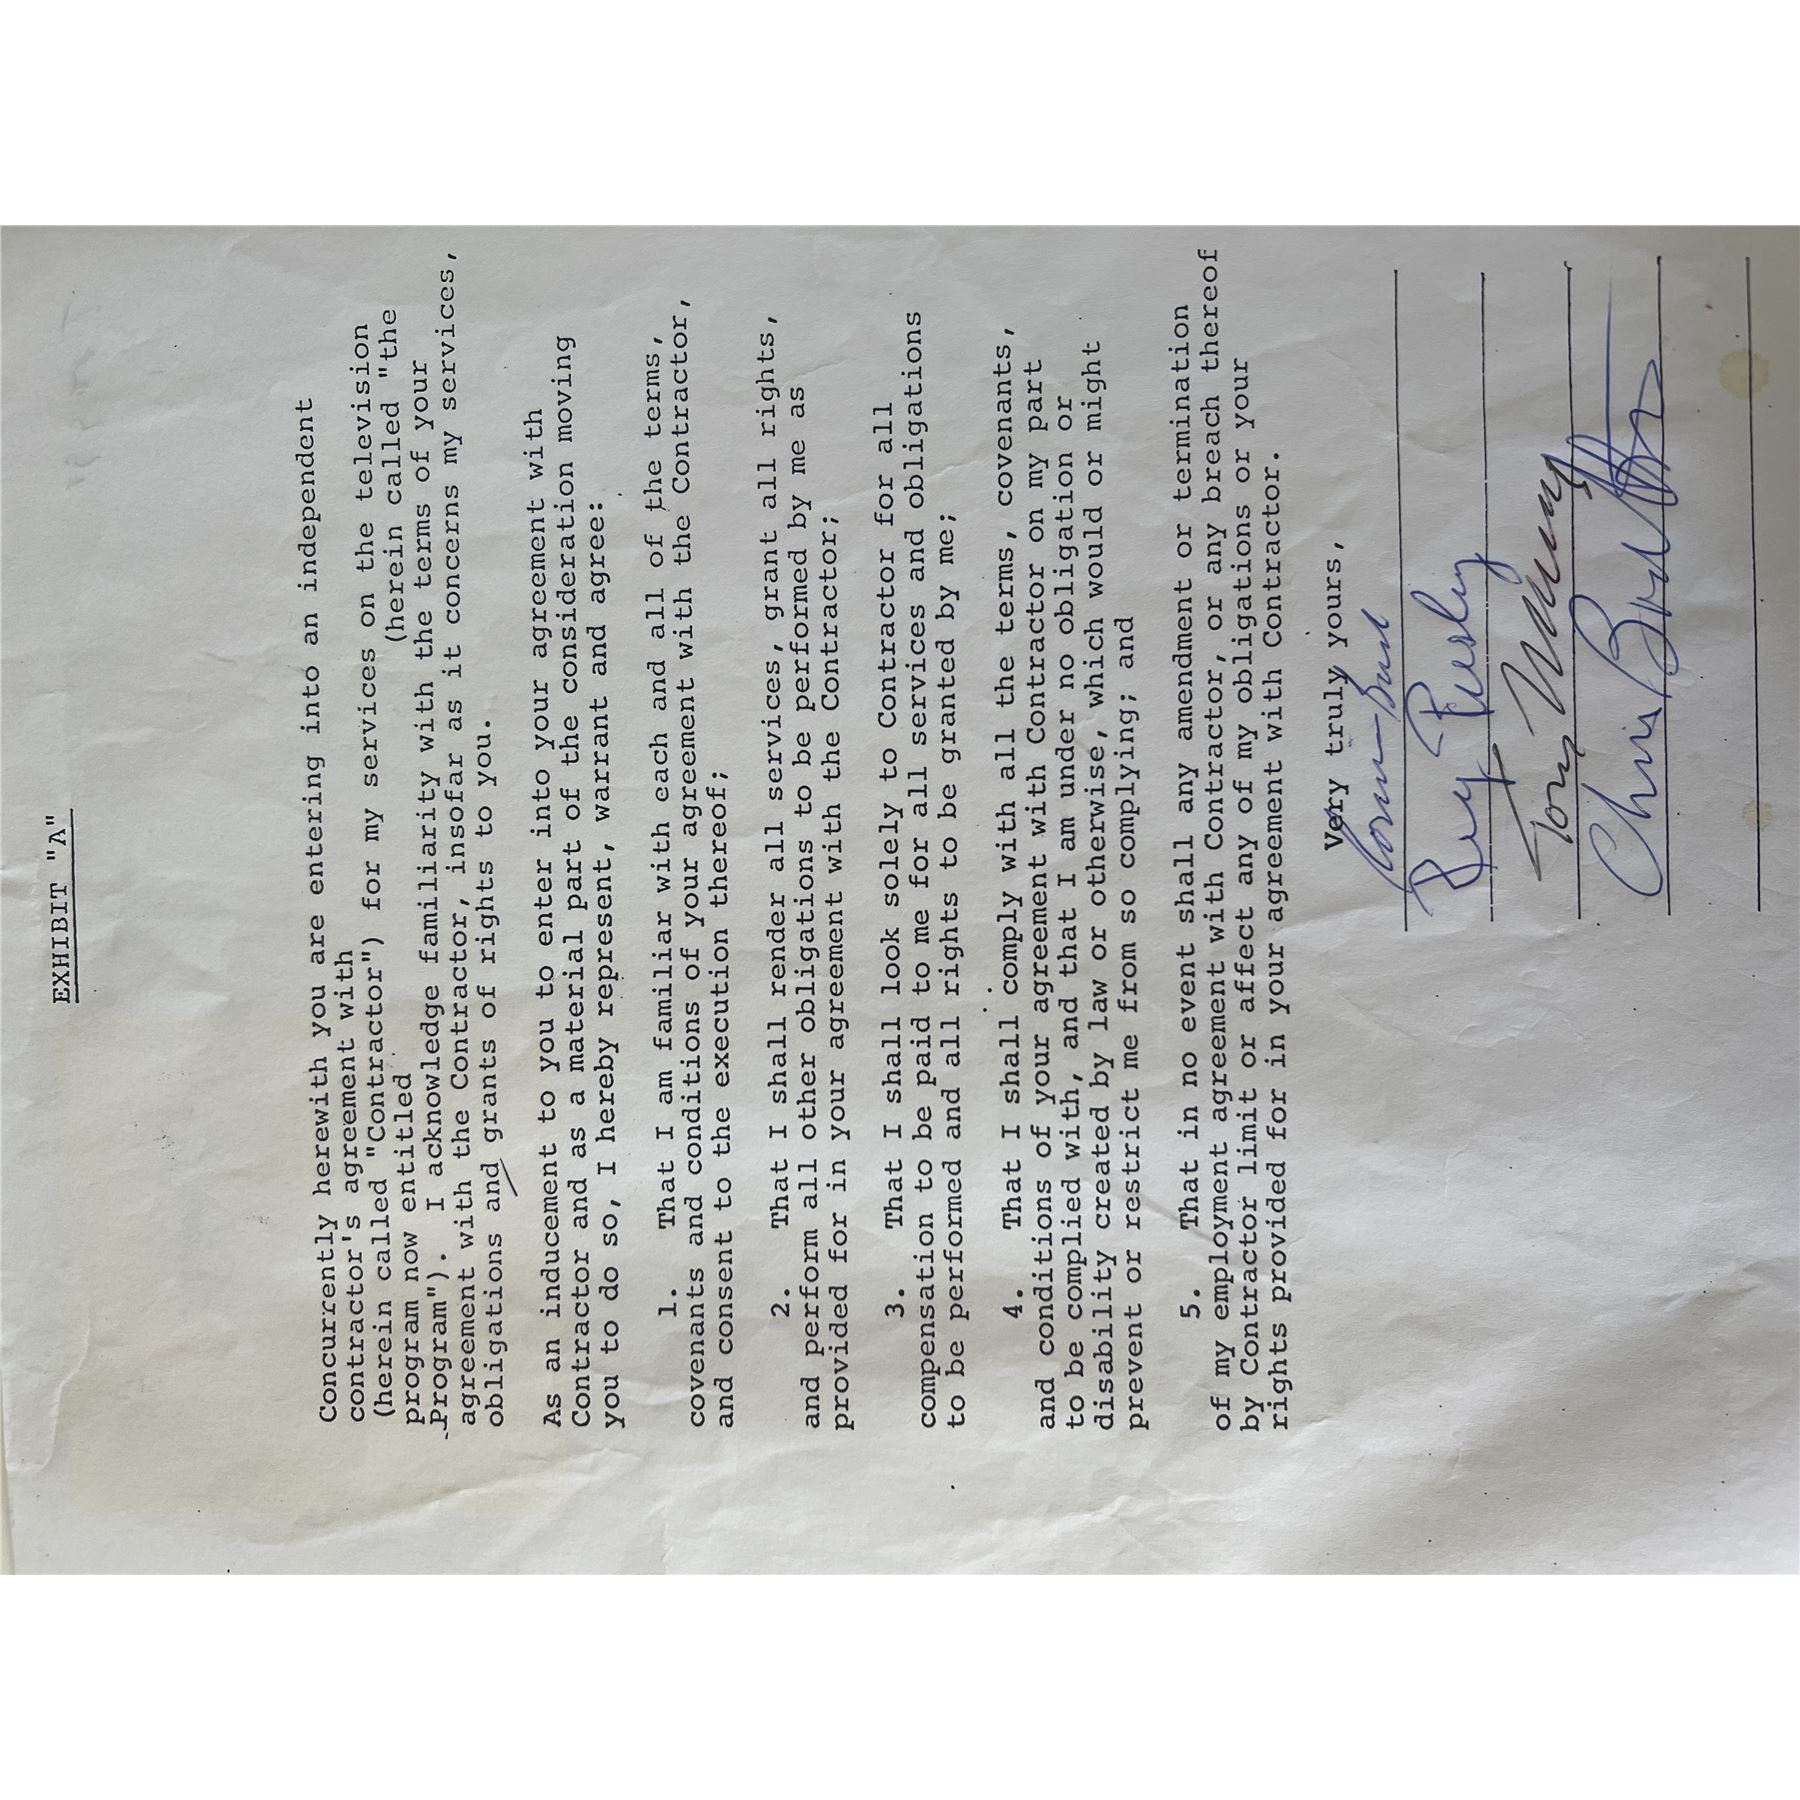 EXHIBIT "A"
Concurrently herewith you are entering into an independent
contractor's agreement with
(herein called "Contractor") for my services on the television
program now entitled (herein called "the
Program"). I acknowledge familiarity with the terms of your
agreement with the Contractor, insofar as it concerns my services,
obligations and grants of rights to you.
As an inducement to you to enter into your agreement with
Contractor and as a material part of the consideration moving
you to do so, I hereby represent, warrant and agree:
1. That I am familiar with each and all of the terms,
covenants and conditions of your agreement with the Contractor,
and consent to the execution thereof;
2. That I shall render all services, grant all rights,
and perform all other obligations to be performed by me as
provided for in your agreement with the Contractor;
3. That I shall look solely to Contractor for all
compensation to be paid to me for all services and obligations
to be performed and all rights to be granted by me;
4. That I shall comply with all the terms, covenants,
and conditions of your agreement with Contractor on my part
to be complied with, and that I am under no obligation or
disability created by law or otherwise, which would or might
prevent or restrict me from so complying; and
5. That in no event shall any amendment or termination
of my employment agreement with Contractor, or any breach thereof
by Contractor limit or affect any of my obligations or your
rights provided for in your agreement with Contractor.
Very truly yours,
Tony
Chris